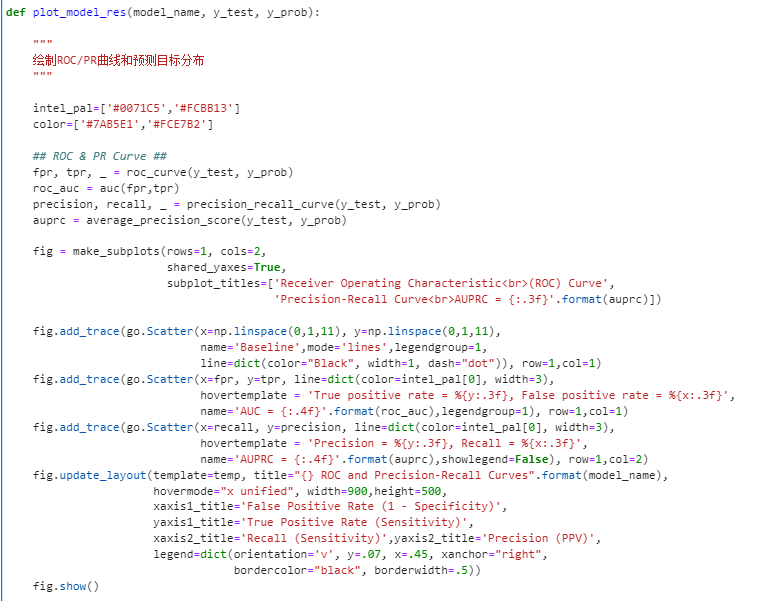 def plot_model_res(model_name, y_test, y_prob):
"""
绘制ROC/PR曲线和预测目标分布
"""
intel_pal=['#0071C5','#FCBB13']
color=['#7AB5E1','#FCE7B2']
## ROC & PR Curve ##
fpr, tpr, _ = roc_curve(y_test, y_prob)
roc_auc = auc(fpr,tpr)
precision, recall, _ = precision_recall_curve(y_test, y_prob)
auprc = average_precision_score(y_test, y_prob)
fig = make_subplots(rows=1, cols=2,
shared_yaxes=True,
subplot_titles=['Receiver Operating Characteristic<br>(ROC) Curve',
'Precision-Recall Curve<br>AUPRC = {:.3f}'.format(auprc)])
fig.add_trace(go.Scatter(x=np.linspace(0,1,11), y=np.linspace(0,1,11),
name='Baseline',mode='lines',legendgroup=1,
line=dict(color="Black", width=1, dash="dot")), row=1,col=1)
fig.add_trace(go.Scatter(x=fpr, y=tpr, line=dict(color=intel_pal[0], width=3),
hovertemplate = 'True positive rate = %{y:.3f}, False positive rate = %{x:.3f}',
name='AUC = {:.4f}'.format(roc_auc),legendgroup=1), row=1,col=1)
fig.add_trace(go.Scatter(x=recall, y=precision, line=dict(color=intel_pal[0], width=3),
hovertemplate = 'Precision = %{y:.3f}, Recall = %{x:.3f}',
name='AUPRC = {:.4f}'.format(auprc),showlegend=False), row=1,col=2)
fig.update_layout(template=temp, title="{} ROC and Precision-Recall Curves".format(model_name),
hovermode="x unified", width=900,height=500,
xaxis1_title='False Positive Rate (1 - Specificity)',
yaxis1_title='True Positive Rate (Sensitivity)',
xaxis2_title='Recall (Sensitivity)',yaxis2_title='Precision (PPV)',
legend=dict(orientation='v', y=.07, x=.45, xanchor="right",
bordercolor="black", borderwidth=.5))
fig.show()